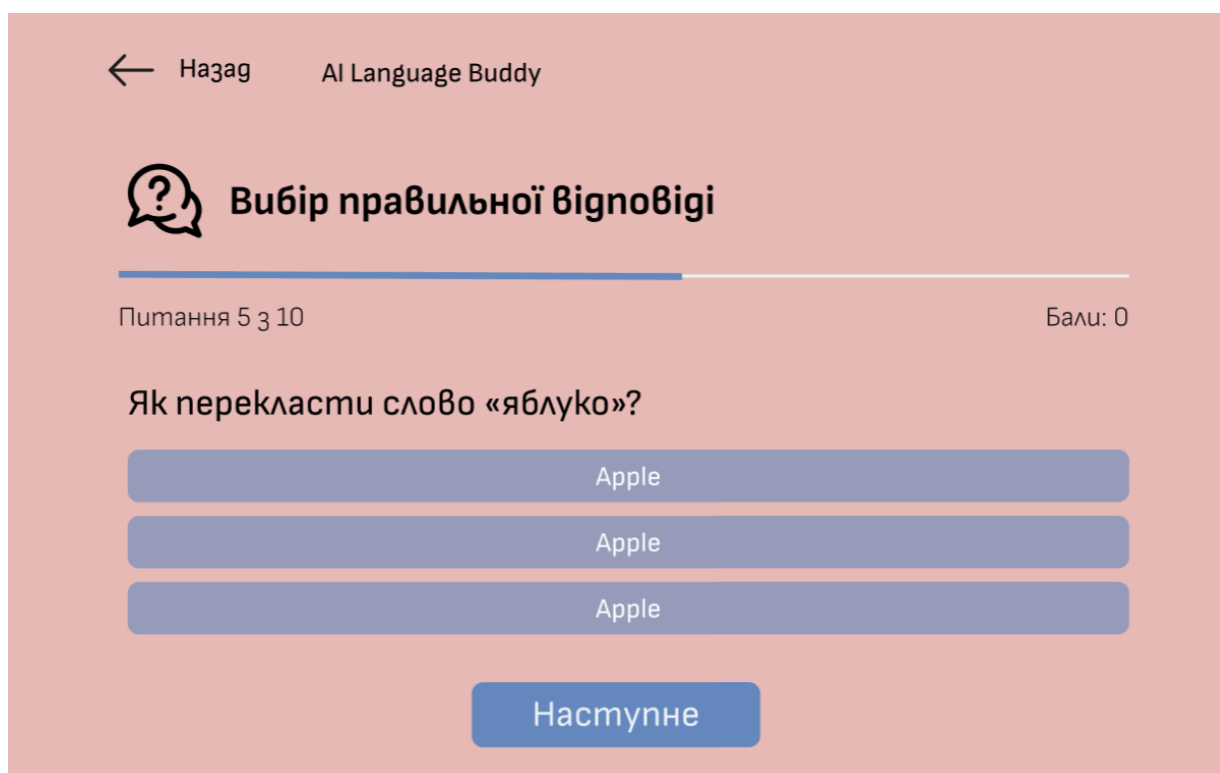 ← Назад AI Language Buddy
Вибір правильної відповіді
Питання 5 з 10 Бали: 0
Як перекласти слово «яблуко»?
Apple
Apple
Apple
Наступне